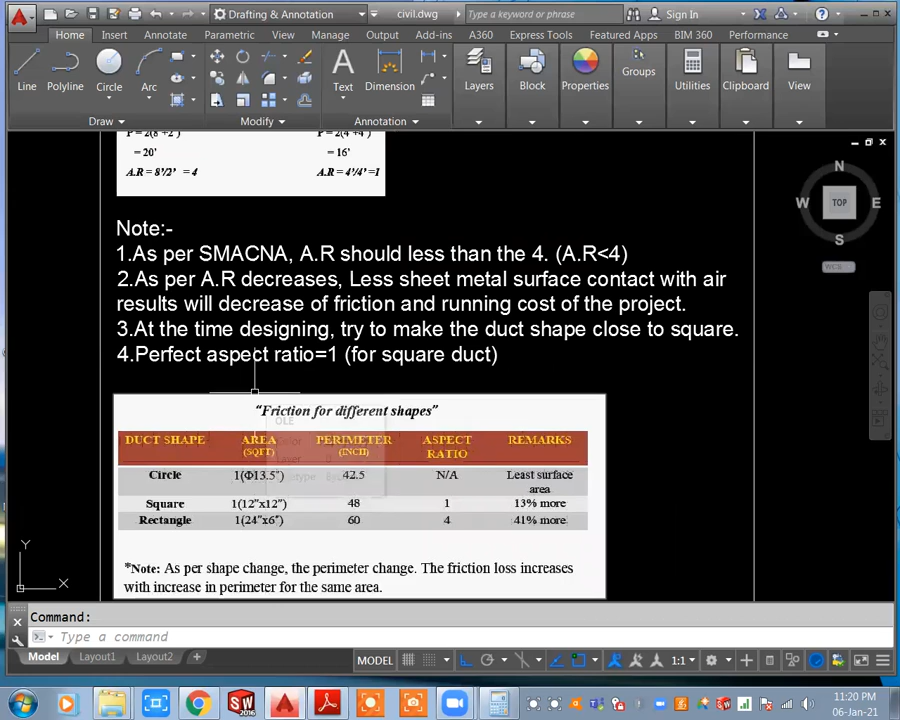 Drafting & Annotation
civil.dwg
Type a keyword or phrase
Sign In
Home Insert Annotate Parametric View Manage Output Add-ins A360 Express Tools Featured Apps BIM 360 Performance
Line Polyline Circle Arc Text Dimension Layers Block Properties Groups Utilities Clipboard View
Draw Modify Annotation
= 20' = 16'
A.R = 8'/2' = 4 A.R = 4'/4' =1
N
W TOP E
S
WCS
Note:-
1.As per SMACNA, A.R should less than the 4. (A.R<4)
2.As per A.R decreases, Less sheet metal surface contact with air
results will decrease of friction and running cost of the project.
3.At the time designing, try to make the duct shape close to square.
4.Perfect aspect ratio=1 (for square duct)
“Friction for different shapes”
DUCT SHAPE AREA PERIMETER ASPECT REMARKS
(SQFT) (INCH) RATIO
Circle 1(Φ13.5") 42.5 N/A Least surface
area
Square 1(12"x12") 48 1 13% more
Rectangle 1(24"x6") 60 4 41% more
OLE
*Note: As per shape change, the perimeter change. The friction loss increases
with increase in perimeter for the same area.
Y
X
Command:
Type a command
Model Layout1 Layout2 +
MODEL 1:1
SW
2016
11:20 PM
06-Jan-21